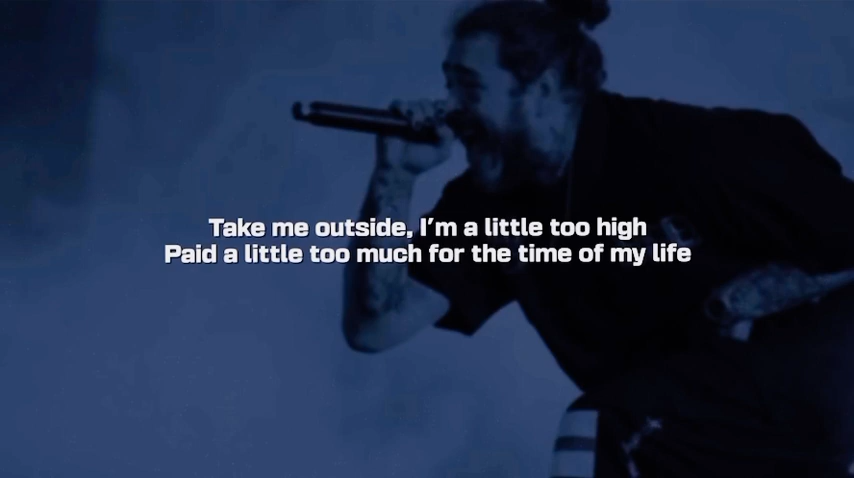 Take me outside, I'm a little too high
Paid a little too much for the time of my life